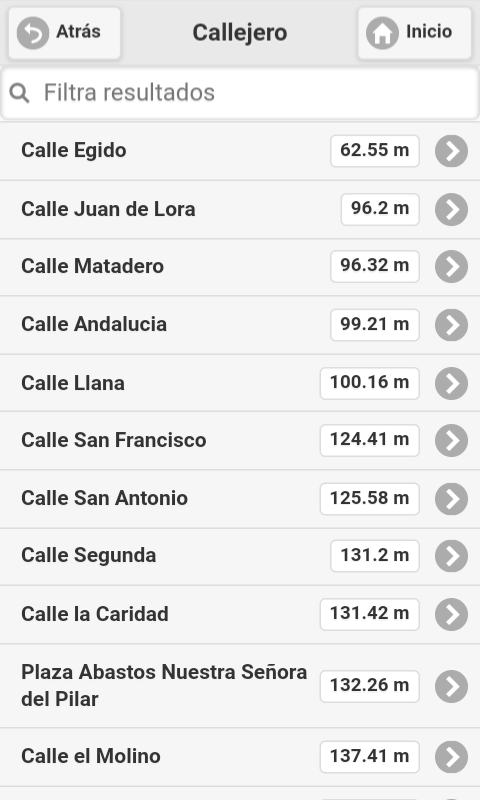 Atrás
Callejero
Inicio
Filtra resultados
Calle Egido 62.55 m
Calle Juan de Lora 96.2 m
Calle Matadero 96.32 m
Calle Andalucia 99.21 m
Calle Llana 100.16 m
Calle San Francisco 124.41 m
Calle San Antonio 125.58 m
Calle Segunda 131.2 m
Calle la Caridad 131.42 m
Plaza Abastos Nuestra Señora
del Pilar 132.26 m
Calle el Molino 137.41 m